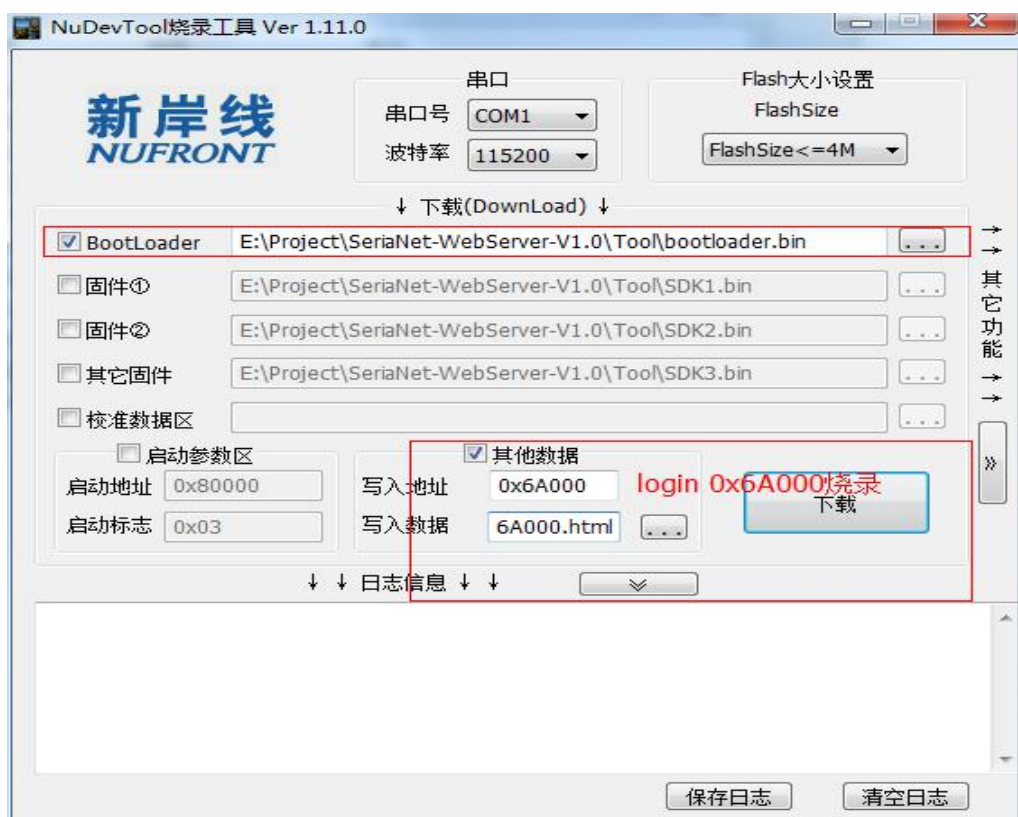 NuDevTool烧录工具 Ver 1.11.0
新岸线
NUFRONT
串口
串口号 COM1
波特率 115200
Flash大小设置
FlashSize
FlashSize<=4M
↓ 下载(DownLoad) ↓
BootLoader E:\Project\SeriaNet-WebServer-V1.0\Tool\bootloader.bin ...
固件① E:\Project\SeriaNet-WebServer-V1.0\Tool\SDK1.bin ...
固件② E:\Project\SeriaNet-WebServer-V1.0\Tool\SDK2.bin ...
其它固件 E:\Project\SeriaNet-WebServer-V1.0\Tool\SDK3.bin ...
校准数据区 ...
→→其它功能→→
»
启动参数区
启动地址 0x80000
启动标志 0x03
其他数据
写入地址 0x6A000
写入数据 6A000.html ...
login 0x6A000烧录
下载
↓ ↓ 日志信息 ↓ ↓
保存日志 清空日志